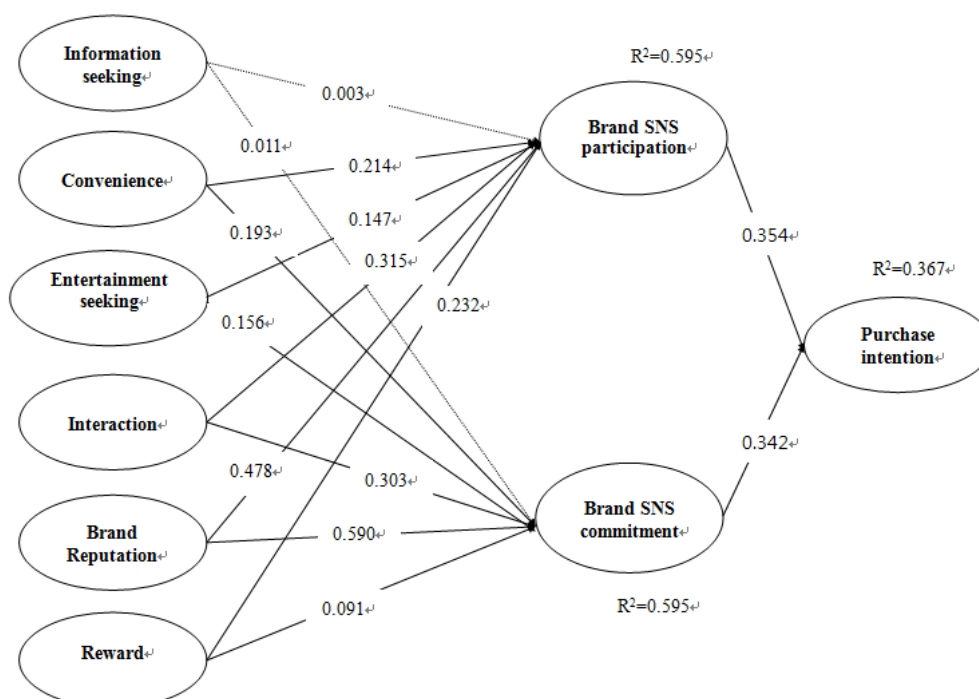 Information
seeking↵
Convenience↵
Entertainment
seeking↵
Interaction↵
Brand
Reputation↵
Reward↵
0.003↵
0.011↵
0.214↵
0.147↵
0.193↵
0.315↵
0.232↵
0.156↵
0.478↵
0.303↵
0.590↵
0.091↵
R²=0.595
Brand SNS
participation↵
0.354↵
R²=0.367↵
Purchase
intention↵
0.342↵
Brand SNS
commitment↵
R²=0.595↵